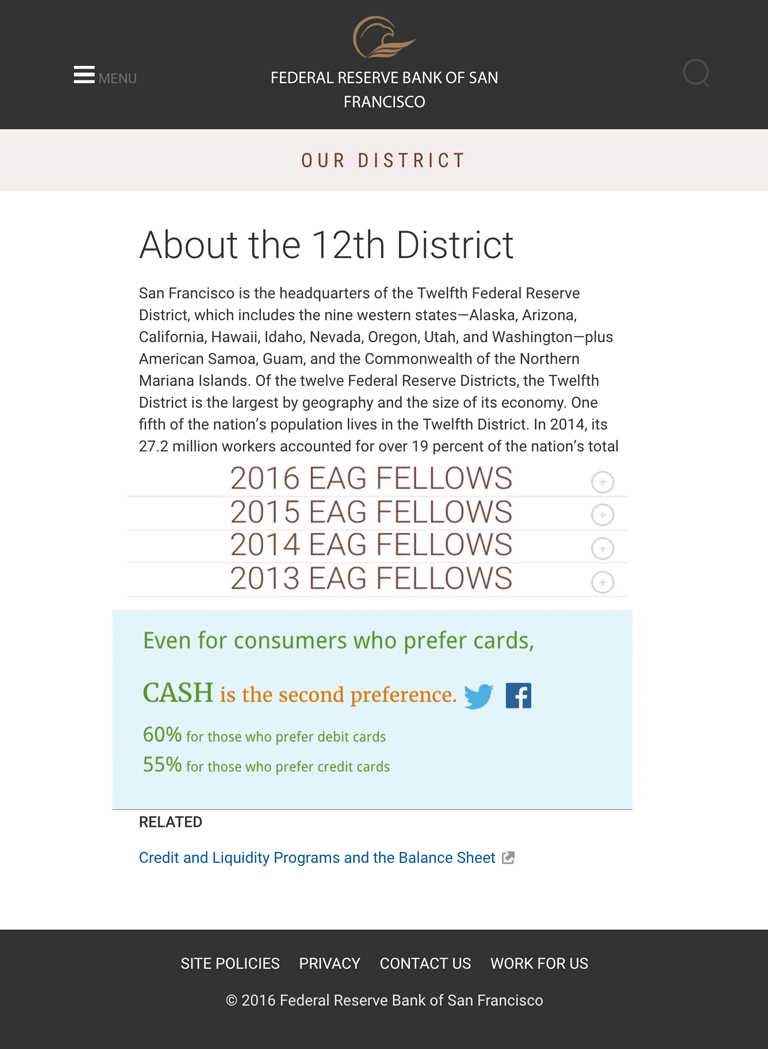 MENU
FEDERAL RESERVE BANK OF SAN
FRANCISCO
OUR DISTRICT
About the 12th District
San Francisco is the headquarters of the Twelfth Federal Reserve
District, which includes the nine western states—Alaska, Arizona,
California, Hawaii, Idaho, Nevada, Oregon, Utah, and Washington—plus
American Samoa, Guam, and the Commonwealth of the Northern
Mariana Islands. Of the twelve Federal Reserve Districts, the Twelfth
District is the largest by geography and the size of its economy. One
fifth of the nation’s population lives in the Twelfth District. In 2014, its
27.2 million workers accounted for over 19 percent of the nation’s total
2016 EAG FELLOWS
2015 EAG FELLOWS
2014 EAG FELLOWS
2013 EAG FELLOWS
Even for consumers who prefer cards,
CASH is the second preference.
60% for those who prefer debit cards
55% for those who prefer credit cards
RELATED
Credit and Liquidity Programs and the Balance Sheet
SITE POLICIES PRIVACY CONTACT US WORK FOR US
© 2016 Federal Reserve Bank of San Francisco